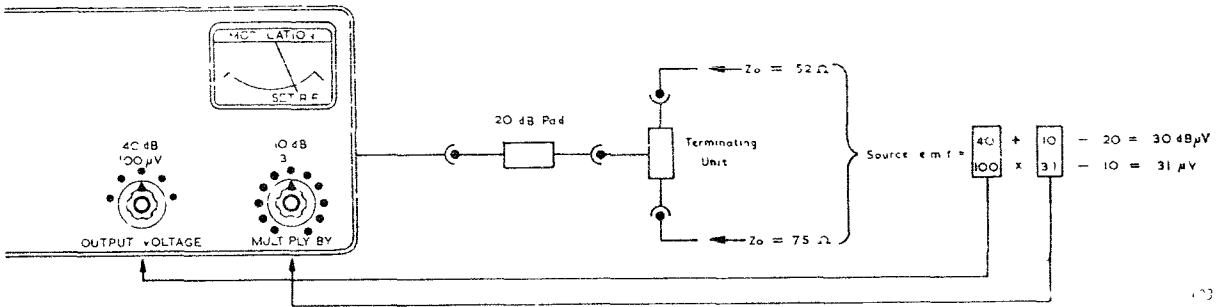 MODULATION
SET R.F.
40 dB
100 µV
10 dB
3
OUTPUT VOLTAGE
MULTIPLY BY
20 dB Pad
Terminating
Unit
Zo = 52 Ω
Zo = 75 Ω
Source e m f =
40 + 10 - 20 = 30 dBµV
100 x 31 - 10 = 31 µV